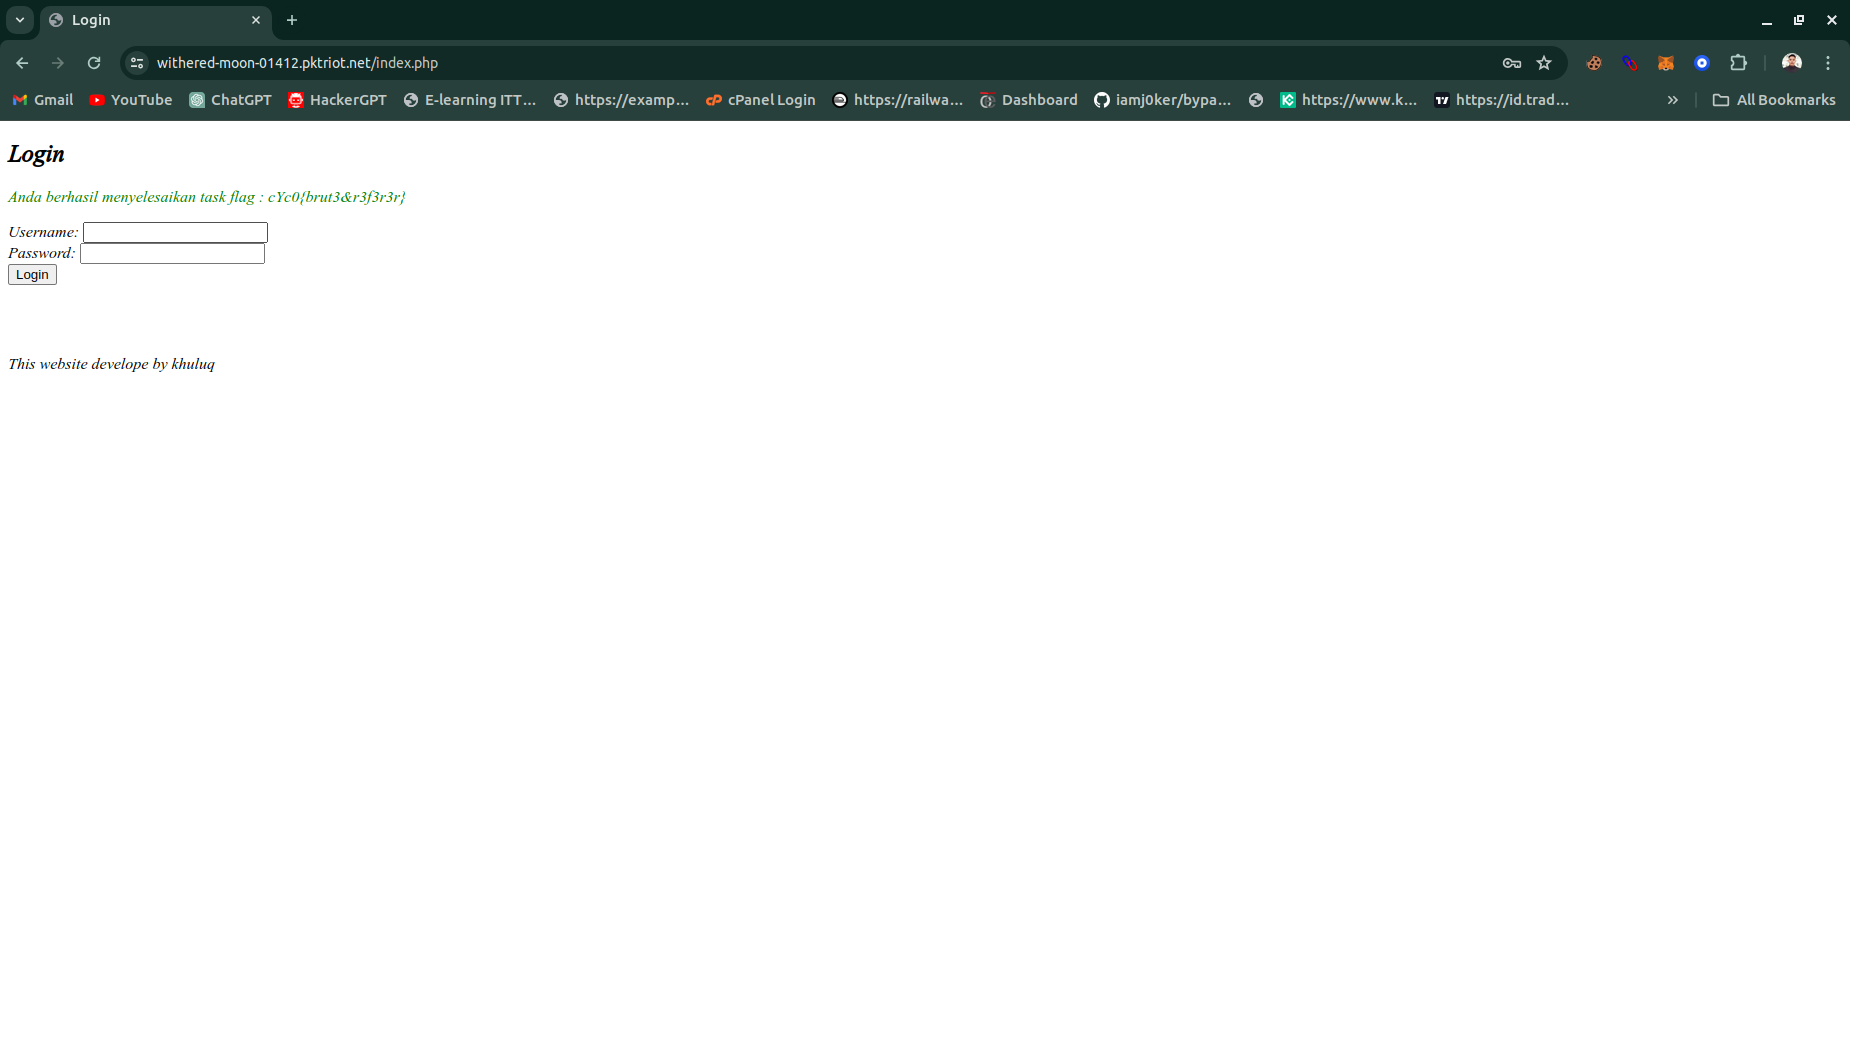 Login
withered-moon-01412.pktriot.net/index.php
Gmail YouTube ChatGPT HackerGPT E-learning ITT... https://examp... cPanel Login https://railwa... Dashboard iamj0ker/bypa... https://www.k... https://id.trad... » All Bookmarks
Login
Anda berhasil menyelesaikan task flag : cYc0{brut3&r3f3r3r}
Username:
Password:
Login
This website develope by khuluq